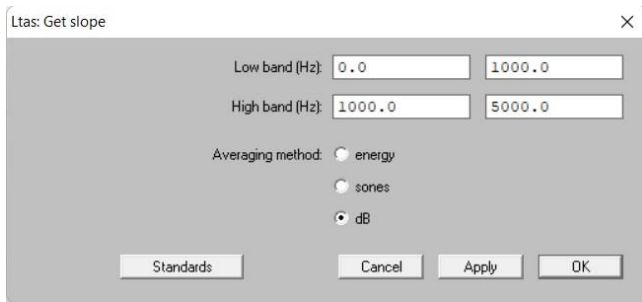 Ltas: Get slope
Low band (Hz): 0.0 1000.0
High band (Hz): 1000.0 5000.0
Averaging method: energy
sones
dB
Standards Cancel Apply OK